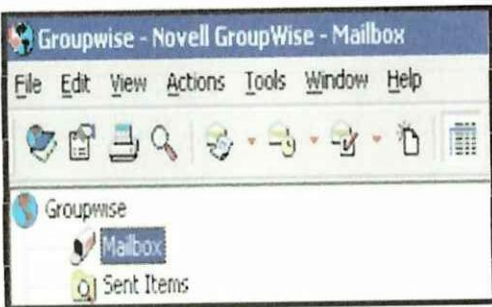 Groupwise - Novell GroupWise - Mailbox
File Edit View Actions Tools Window Help
Groupwise
Mailbox
Sent Items